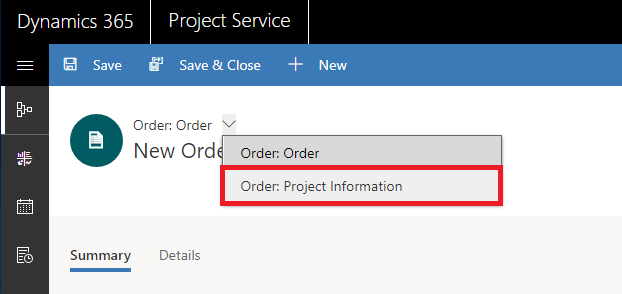 Dynamics 365 Project Service
Save Save & Close New
Order: Order
New Orde
Order: Order
Order: Project Information
Summary Details